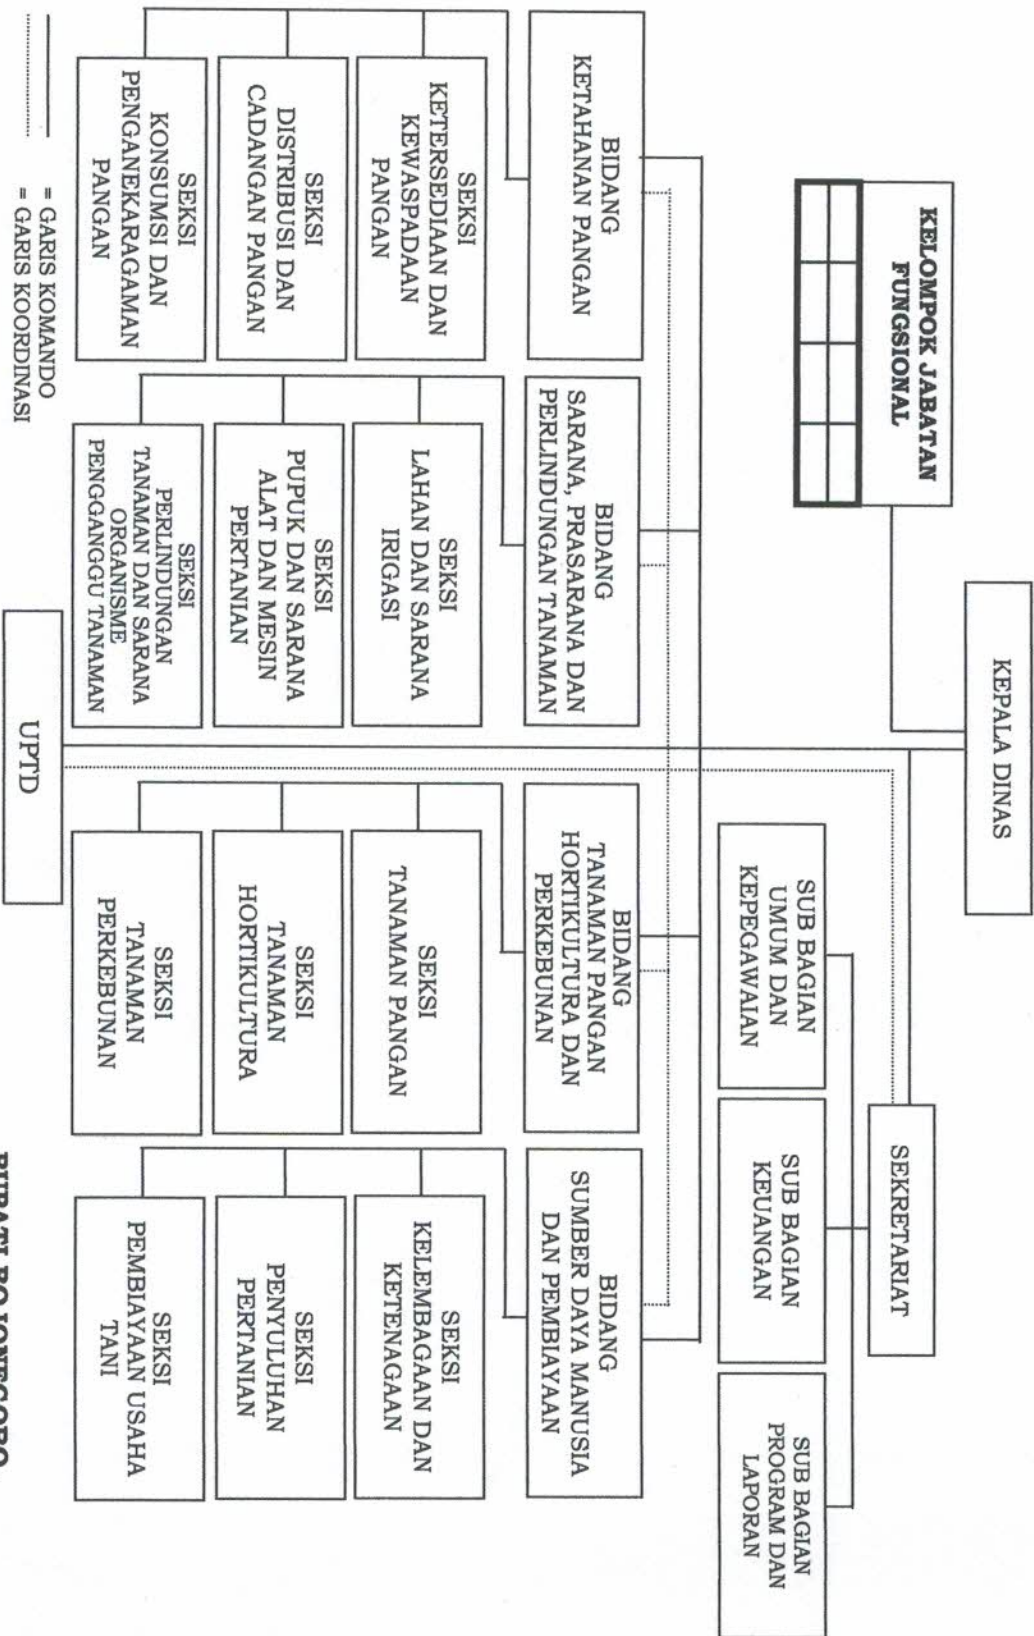 KEPALA DINAS
KELOMPOK JABATAN
FUNGSIONAL
SEKRETARIAT
SUB BAGIAN
UMUM DAN
KEPEGAWAIAN
SUB BAGIAN
KEUANGAN
SUB BAGIAN
PROGRAM DAN
LAPORAN
BIDANG
KETAHANAN PANGAN
BIDANG
SARANA, PRASARANA DAN
PERLINDUNGAN TANAMAN
BIDANG
TANAMAN PANGAN
HORTIKULTURA DAN
PERKEBUNAN
BIDANG
SUMBER DAYA MANUSIA
DAN PEMBIAYAAN
SEKSI
KETERSEDIAAN DAN
KEWASPADAAN
PANGAN
SEKSI
LAHAN DAN SARANA
IRIGASI
SEKSI
TANAMAN PANGAN
SEKSI
KELEMBAGAAN DAN
KETENAGAAN
SEKSI
DISTRIBUSI DAN
CADANGAN PANGAN
SEKSI
PUPUK DAN SARANA
ALAT DAN MESIN
PERTANIAN
SEKSI
TANAMAN
HORTIKULTURA
SEKSI
PENYULUHAN
PERTANIAN
SEKSI
KONSUMSI DAN
PENGANEKARAGAMAN
PANGAN
SEKSI
PERLINDUNGAN
TANAMAN DAN SARANA
ORGANISME
PENGGANGGU TANAMAN
SEKSI
TANAMAN
PERKEBUNAN
SEKSI
PEMBIAYAAN USAHA
TANI
UPTD
= GARIS KOMANDO
= GARIS KOORDINASI
BUPATI BOJONEGORO